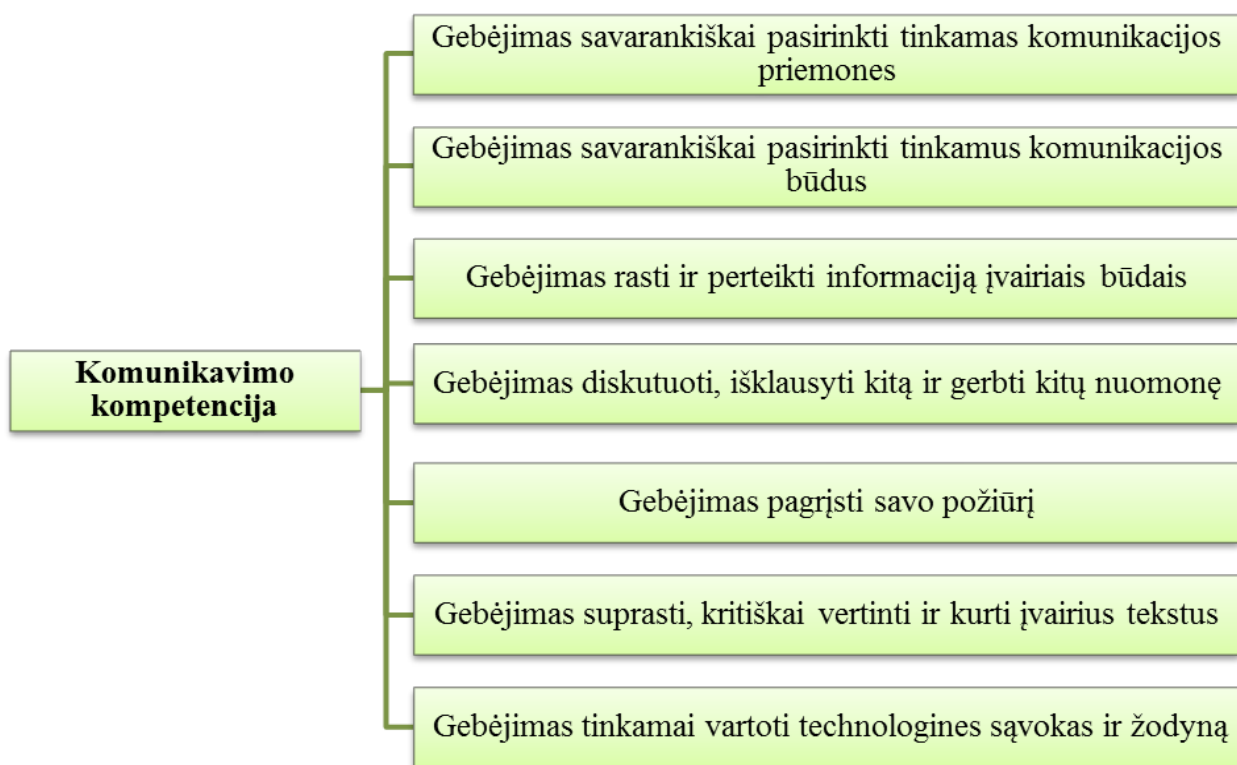 Gebėjimas savarankiškai pasirinkti tinkamas komunikacijos
priemones
Gebėjimas savarankiškai pasirinkti tinkamus komunikacijos
būdus
Gebėjimas rasti ir perteikti informaciją įvairiais būdais
Komunikavimo
kompetencija
Gebėjimas diskutuoti, išklausyti kitą ir gerbti kitų nuomonę
Gebėjimas pagrįsti savo požiūrį
Gebėjimas suprasti, kritiškai vertinti ir kurti įvairius tekstus
Gebėjimas tinkamai vartoti technologines sąvokas ir žodyną